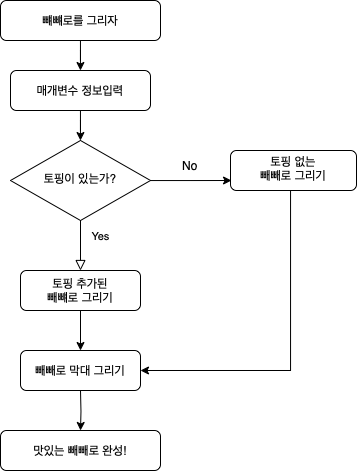 빼빼로를 그리자
매개변수 정보입력
토핑이 있는가?
No
토핑 없는
빼빼로 그리기
Yes
토핑 추가된
빼빼로 그리기
빼빼로 막대 그리기
맛있는 빼빼로 완성!